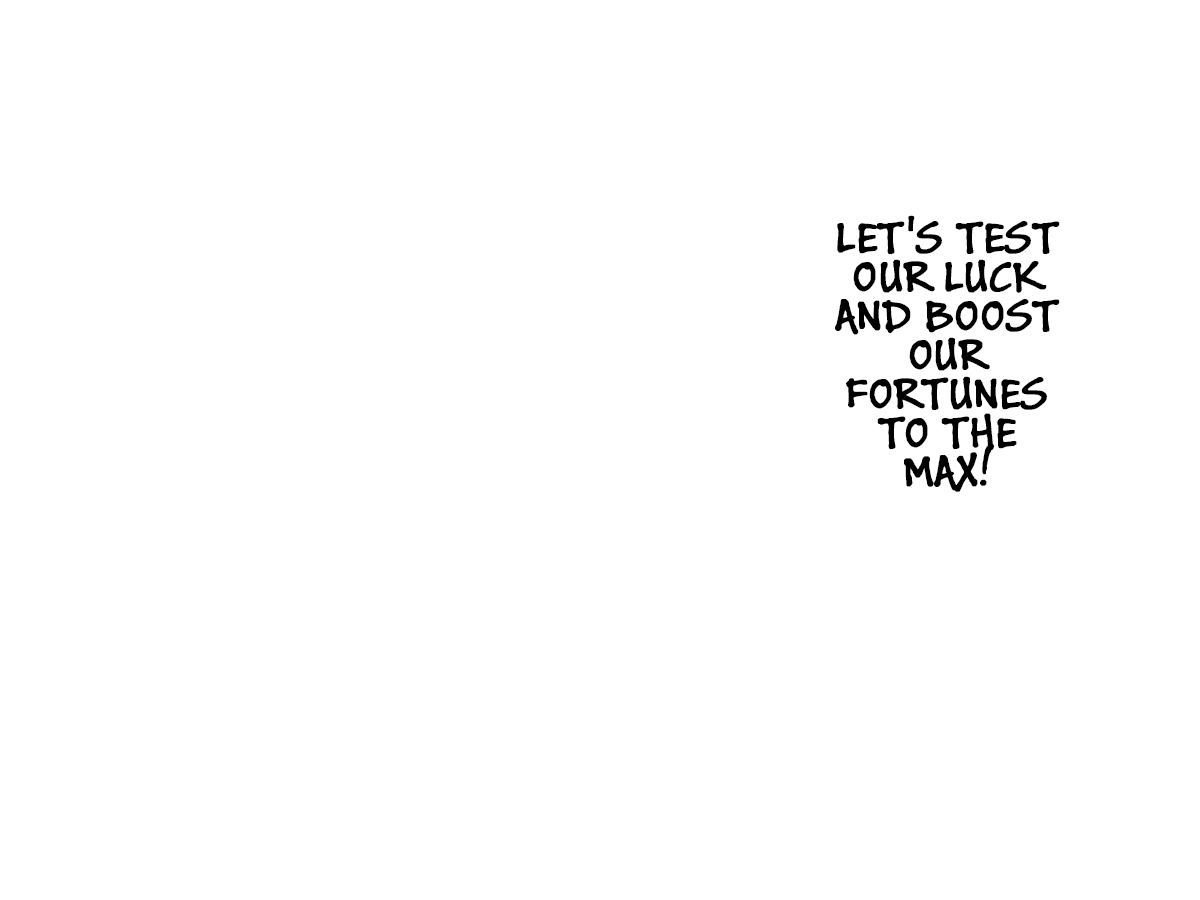 LET'S TEST
OUR LUCK
AND BOOST
OUR
FORTUNES
TO THE
MAX!